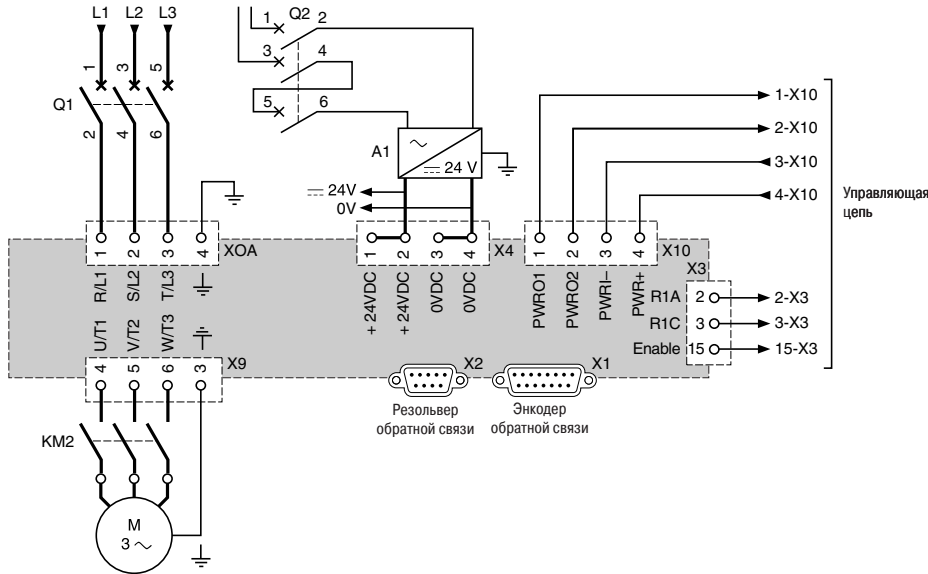 L1 L2 L3
1 3 5
Q1
2 4 6
Q2
1 2
3 4
5 6
A1
24 V
24V
0V
1-X10
2-X10
3-X10
4-X10
Управляющая
цепь
1 2 3 4 XOA
R/L1 S/L2 T/L3
1 2 3 4 X4
+24VDC +24VDC 0VDC 0VDC
1 2 3 4 X10
PWRO1 PWRO2 PWRI– PWR+
X3
R1A 2 2-X3
R1C 3 3-X3
Enable 15 15-X3
U/T1 V/T2 W/T3
4 5 6 3 X9
X2
X1
Резольвер
обратной связи
Энкодер
обратной связи
KM2
M
3